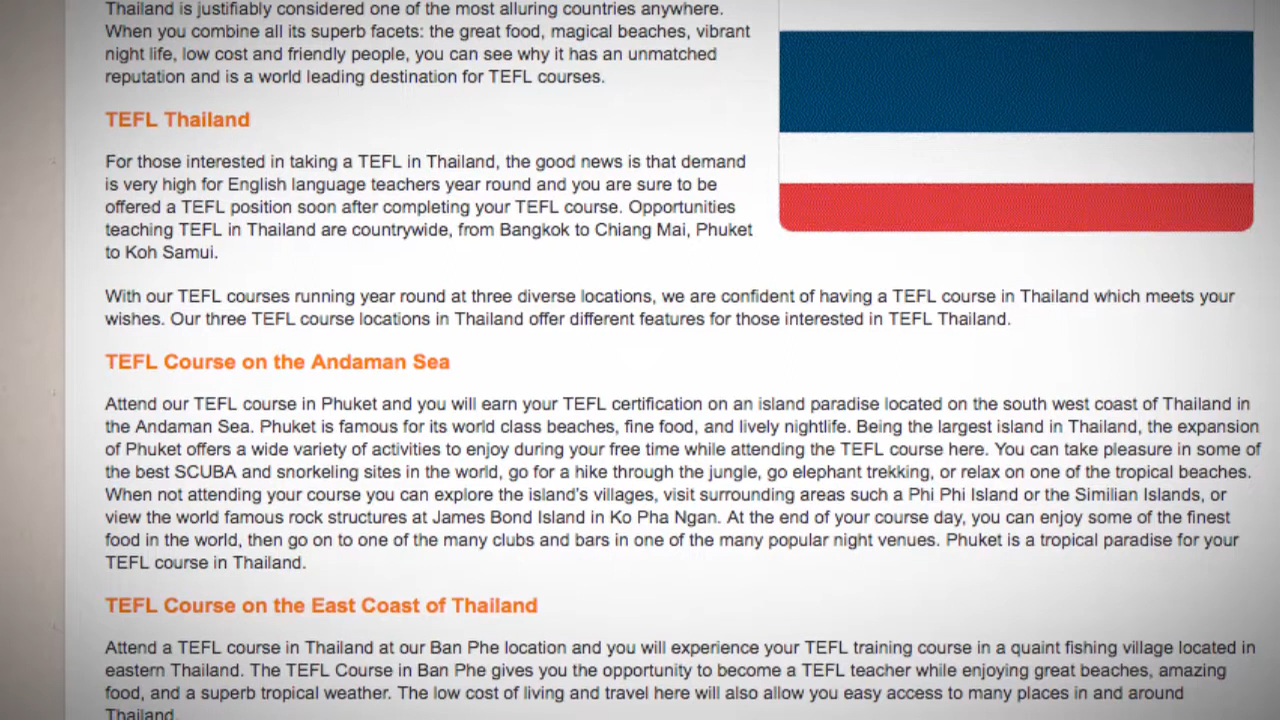 Thailand is justifiably considered one of the most alluring countries anywhere.
When you combine all its superb facets: the great food, magical beaches, vibrant
night life, low cost and friendly people, you can see why it has an unmatched
reputation and is a world leading destination for TEFL courses.
TEFL Thailand
For those interested in taking a TEFL in Thailand, the good news is that demand
is very high for English language teachers year round and you are sure to be
offered a TEFL position soon after completing your TEFL course. Opportunities
teaching TEFL in Thailand are countrywide, from Bangkok to Chiang Mai, Phuket
to Koh Samui.
With our TEFL courses running year round at three diverse locations, we are confident of having a TEFL course in Thailand which meets your
wishes. Our three TEFL course locations in Thailand offer different features for those interested in TEFL Thailand.
TEFL Course on the Andaman Sea
Attend our TEFL course in Phuket and you will earn your TEFL certification on an island paradise located on the south west coast of Thailand in
the Andaman Sea. Phuket is famous for its world class beaches, fine food, and lively nightlife. Being the largest island in Thailand, the expansion
of Phuket offers a wide variety of activities to enjoy during your free time while attending the TEFL course here. You can take pleasure in some of
the best SCUBA and snorkeling sites in the world, go for a hike through the jungle, go elephant trekking, or relax on one of the tropical beaches.
When not attending your course you can explore the island's villages, visit surrounding areas such a Phi Phi Island or the Similian Islands, or
view the world famous rock structures at James Bond Island in Ko Pha Ngan. At the end of your course day, you can enjoy some of the finest
food in the world, then go on to one of the many clubs and bars in one of the many popular night venues. Phuket is a tropical paradise for your
TEFL course in Thailand.
TEFL Course on the East Coast of Thailand
Attend a TEFL course in Thailand at our Ban Phe location and you will experience your TEFL training course in a quaint fishing village located in
eastern Thailand. The TEFL Course in Ban Phe gives you the opportunity to become a TEFL teacher while enjoying great beaches, amazing
food, and a superb tropical weather. The low cost of living and travel here will also allow you easy access to many places in and around
Thailand.